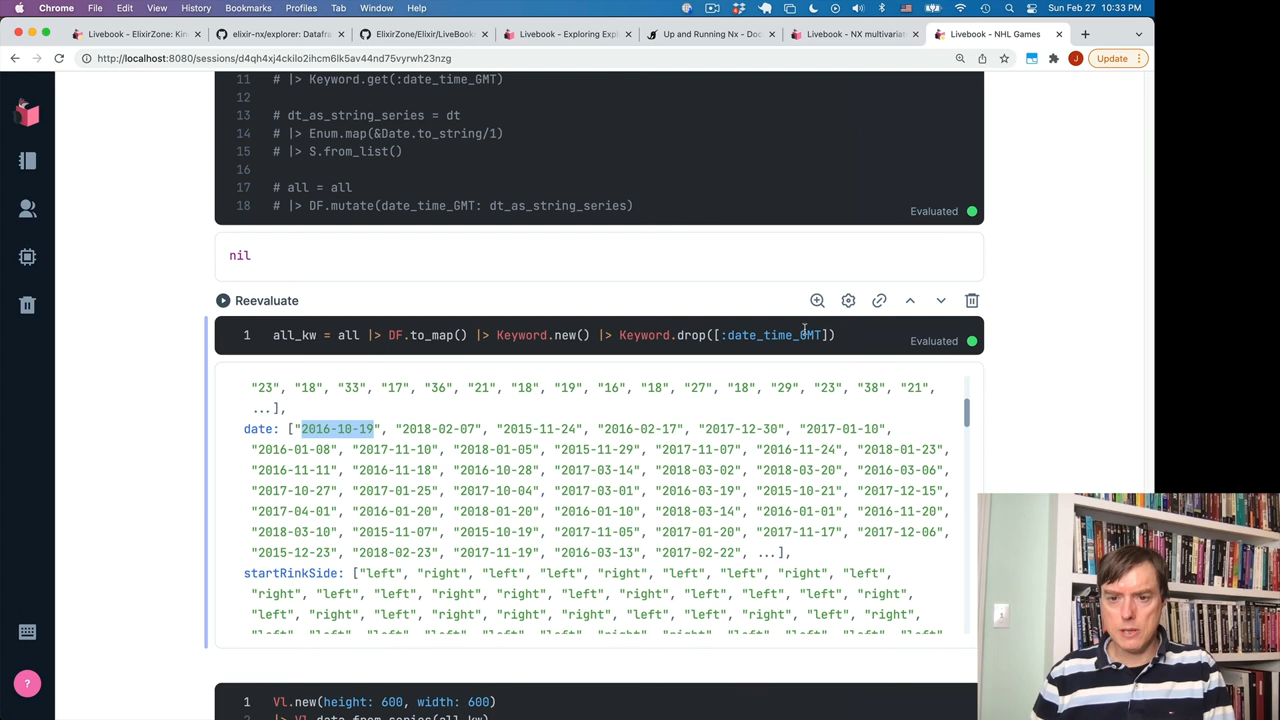 Chrome File Edit View History Bookmarks Profiles Tab Window Help Sun Feb 27 10:33 PM
Livebook - ElixirZone: Kin
elixir-nx/explorer: Datafra
ElixirZone/Elixir/LiveBook
Livebook - Exploring Expl
Up and Running Nx - Doc
Livebook - NX multivariat
Livebook - NHL Games
http://localhost:8080/sessions/d4qh4xj4ckilo2ihcm6lk5av44nd75vyrwh23nzg
J
Update
11 # |> Keyword.get(:date_time_GMT)
12
13 # dt_as_string_series = dt
14 # |> Enum.map(&Date.to_string/1)
15 # |> S.from_list()
16
17 # all = all
18 # |> DF.mutate(date_time_GMT: dt_as_string_series)
Evaluated
nil
Reevaluate
1 all_kw = all |> DF.to_map() |> Keyword.new() |> Keyword.drop([:date_time_GMT])
Evaluated
"23", "18", "33", "17", "36", "21", "18", "19", "16", "18", "27", "18", "29", "23", "38", "21",
...],
date: ["2016-10-19", "2018-02-07", "2015-11-24", "2016-02-17", "2017-12-30", "2017-01-10",
"2016-01-08", "2017-11-10", "2018-01-05", "2015-11-29", "2017-11-07", "2016-11-24", "2018-01-23",
"2016-11-11", "2016-11-18", "2016-10-28", "2017-03-14", "2018-03-02", "2018-03-20", "2016-03-06",
"2017-10-27", "2017-01-25", "2017-10-04", "2017-03-01", "2016-03-19", "2015-10-21", "2017-12-15",
"2017-04-01", "2016-01-20", "2018-01-20", "2016-01-10", "2018-03-14", "2016-01-01", "2016-11-20",
"2018-03-10", "2015-11-07", "2015-10-19", "2017-11-05", "2017-01-20", "2017-11-17", "2017-12-06",
"2015-12-23", "2018-02-23", "2017-11-19", "2016-03-13", "2017-02-22", ...],
startRinkSide: ["left", "right", "left", "left", "right", "left", "left", "right", "left",
"right", "left", "left", "right", "left", "right", "left", "left", "left", "right",
"left", "right", "left", "left", "left", "left", "right", "left", "right", "left",
1 Vl.new(height: 600, width: 600)
2 |> Vl.data_from_series(all_kw)
?